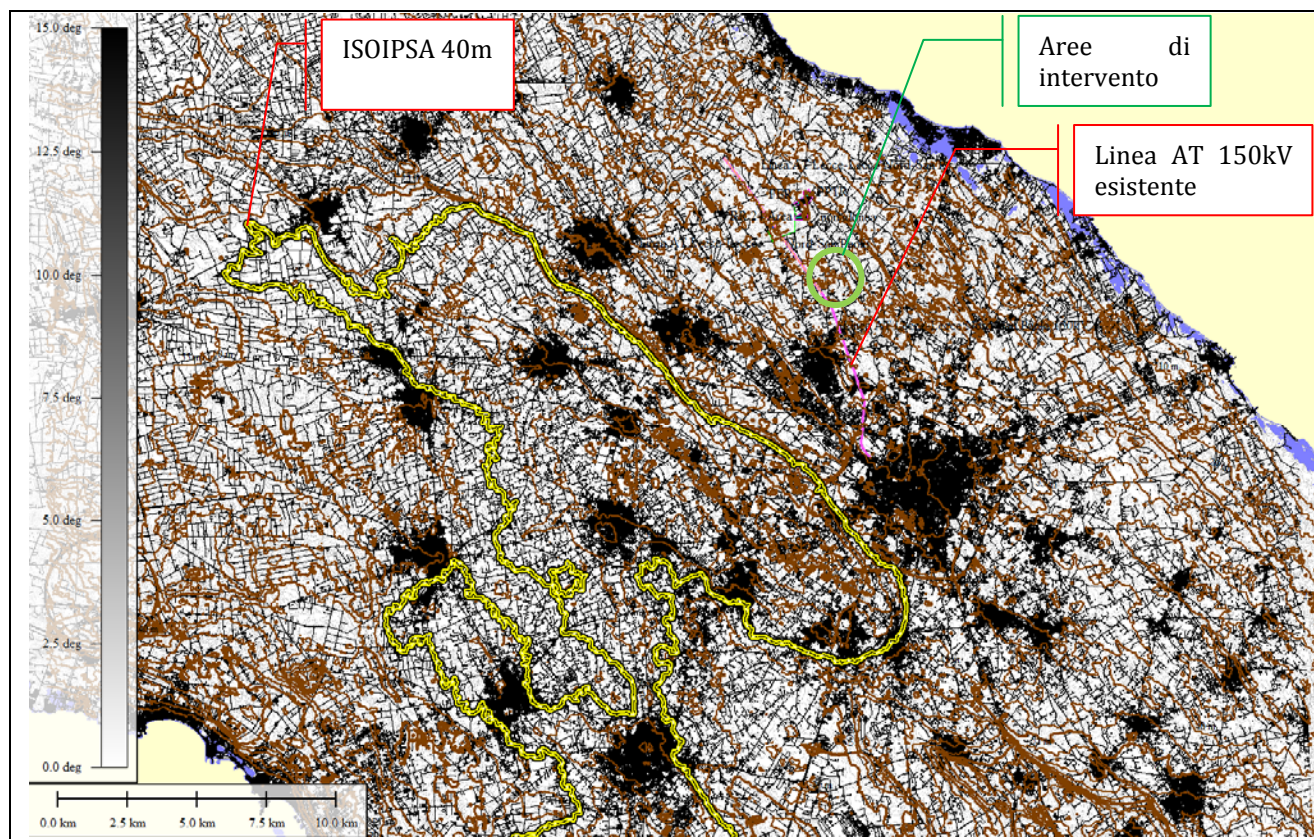 15.0 deg
12.5 deg
10.0 deg
7.5 deg
5.0 deg
2.5 deg
0.0 deg
ISOIPSA 40m
Aree di
intervento
Linea AT 150kV
esistente
0.0 km 2.5 km 5.0 km 7.5 km 10.0 km